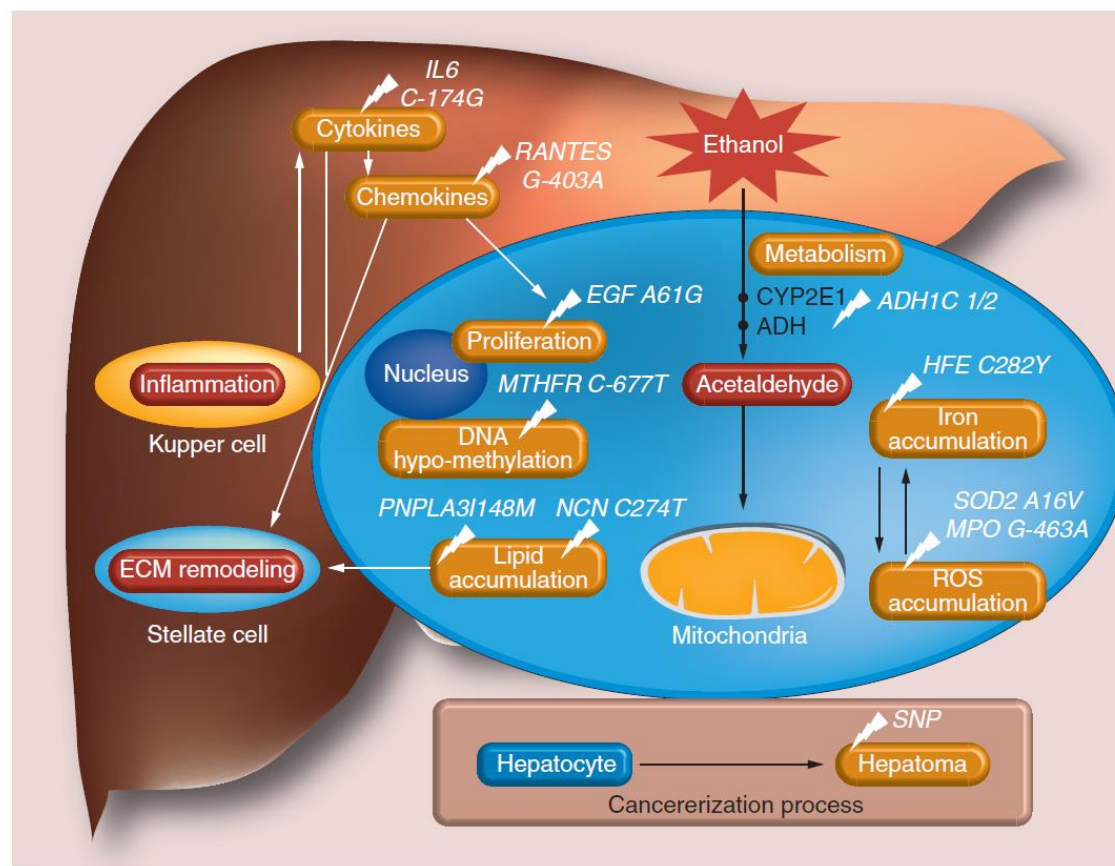 IL6
C-174G
Cytokines
Ethanol
RANTES
G-403A
Chemokines
Metabolism
EGF A61G
CYP2E1
ADH1C 1/2
ADH
Proliferation
Nucleus
HFE C282Y
Inflammation
MTHFR C-677T
Acetaldehyde
Iron
accumulation
Kupper cell
DNA
hypo-methylation
SOD2 A16V
MPO G-463A
PNPLA3I148M
NCN C274T
ECM remodeling
Lipid
accumulation
ROS
accumulation
Stellate cell
Mitochondria
SNP
Hepatocyte
Hepatoma
Cancererization process